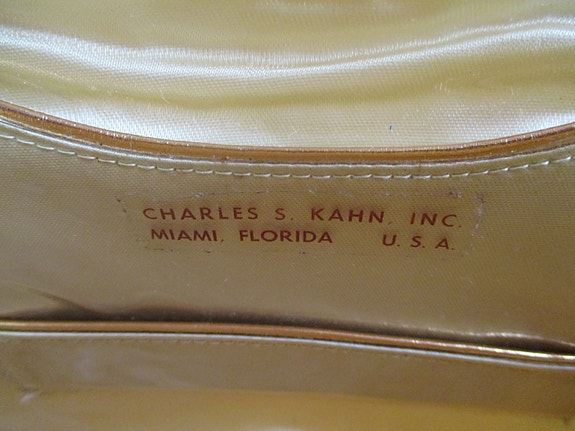 CHARLES S. KAHN, INC.
MIAMI, FLORIDA U.S.A.